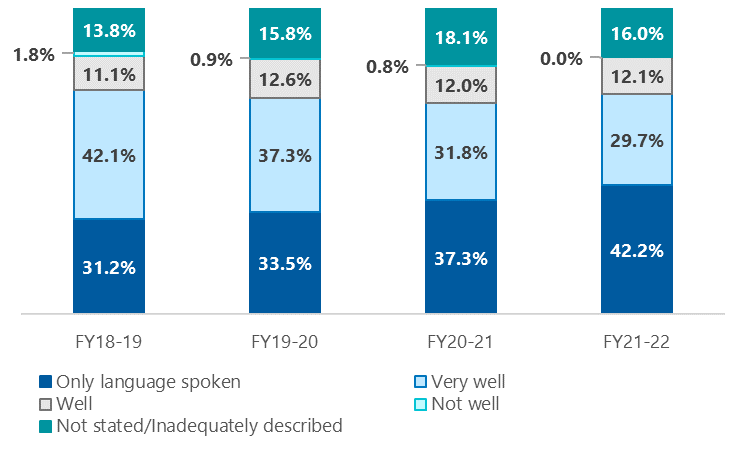 13.8% 15.8% 18.1% 16.0%
1.8% 0.9% 0.8% 0.0%
11.1% 12.6% 12.0% 12.1%
42.1% 37.3% 31.8% 29.7%
31.2% 33.5% 37.3% 42.2%
FY18-19 FY19-20 FY20-21 FY21-22
Only language spoken Very well
Well Not well
Not stated/Inadequately described